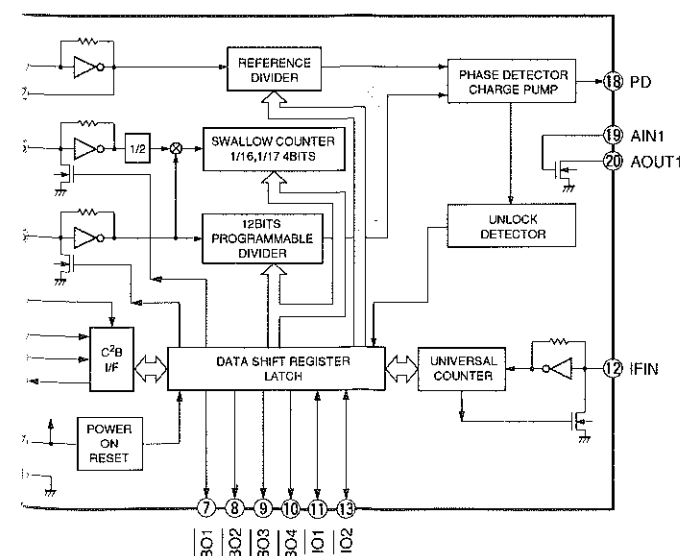 REFERENCE
DIVIDER
PHASE DETECTOR
CHARGE PUMP
18 PD
19 AIN1
20 AOUT1
1/2
SWALLOW COUNTER
1/16,1/17 4BITS
12BITS
PROGRAMMABLE
DIVIDER
UNLOCK
DETECTOR
C²B
I/F
DATA SHIFT REGISTER
LATCH
UNIVERSAL
COUNTER
12 IFIN
POWER
ON
RESET
7 8 9 10 11 13
BO1
BO2
BO3
BO4
IO1
IO2